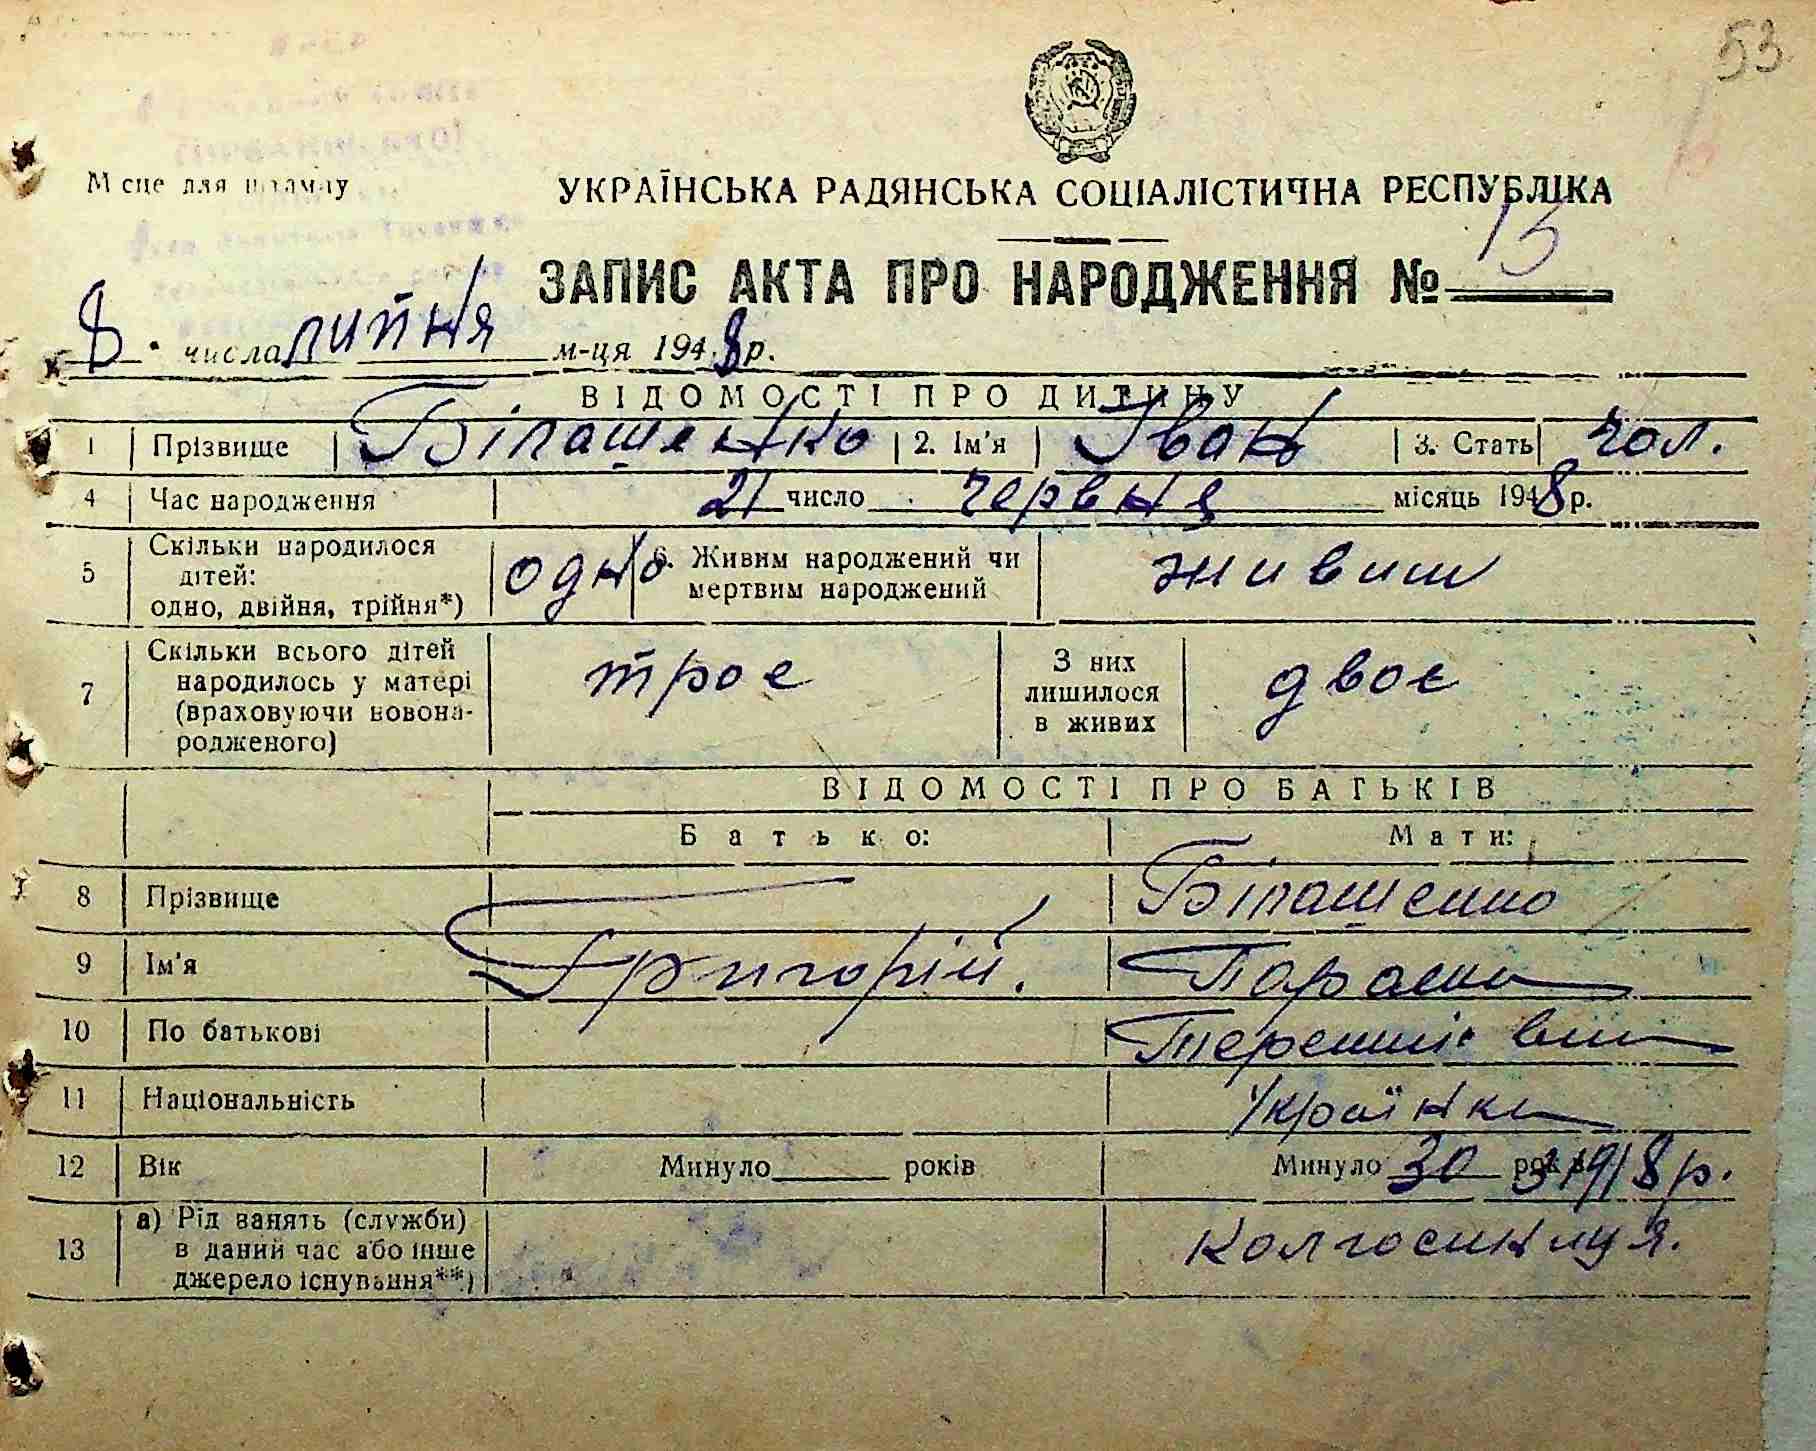 53
Місце для штампу
УКРАЇНСЬКА РАДЯНСЬКА СОЦІАЛІСТИЧНА РЕСПУБЛІКА
ЗАПИС АКТА ПРО НАРОДЖЕННЯ № 15
8 числа липня м-ця 1948 р.
ВІДОМОСТІ ПРО ДИТИНУ
1 Прізвище Білашенко 2. Ім'я Іван 3. Стать чол.
4 Час народження 21 число червня місяць 1948 р.
5 Скільки народилося дітей: одно, двійня, трійня*) одно 6. Живим народжений чи мертвим народжений живим
7 Скільки всього дітей народилось у матері (враховуючи новонародженого) троє З них лишилося в живих двоє
ВІДОМОСТІ ПРО БАТЬКІВ
Батько: Мати:
8 Прізвище Білашенко
9 Ім'я Григорій. Параска
10 По батькові
11 Національність Українка
12 Вік Минуло років Минуло 30 років з 1918 р.
13 а) Рід занять (служби) в даний час або інше джерело існування**) колгоспниця.